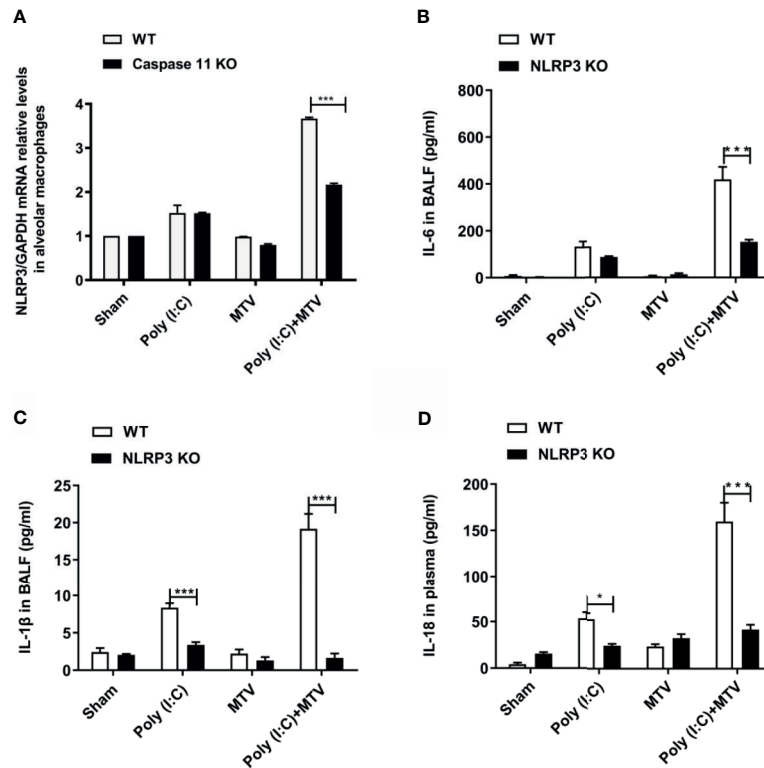 A
WT
Caspase 11 KO
NLRP3/GAPDH mRNA relative levels
in alveolar macrophages
4
3
2
1
0
***
Sham
Poly (I:C)
MTV
Poly (I:C)+MTV
B
WT
NLRP3 KO
IL-6 in BALF (pg/ml)
800
600
400
200
0
***
Sham
Poly (I:C)
MTV
Poly (I:C)+MTV
C
WT
NLRP3 KO
IL-1β in BALF (pg/ml)
25
20
15
10
5
0
***
***
Sham
Poly (I:C)
MTV
Poly (I:C)+MTV
D
WT
NLRP3 KO
IL-18 in plasma (pg/ml)
200
150
100
50
0
*
***
Sham
Poly (I:C)
MTV
Poly (I:C)+MTV